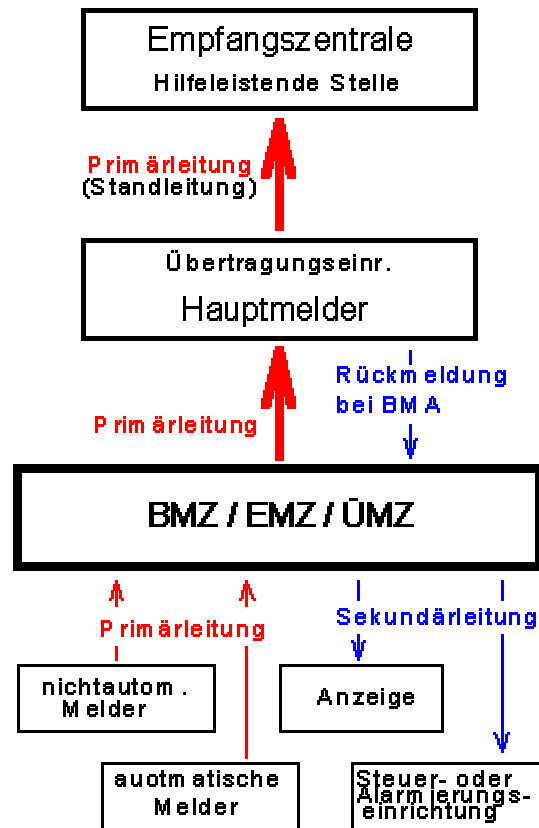 Empfangszentrale
Hilfeleistende Stelle
Primärleitung
(Standleitung)
Übertragungseinr.
Hauptmelder
Rückmeldung
bei BMA
Primärleitung
BMZ / EMZ / ÜMZ
Primärleitung
Sekundärleitung
nichtautom.
Melder
Anzeige
auotmatische
Melder
Steuer- oder
Alarmierungs-
einrichtung